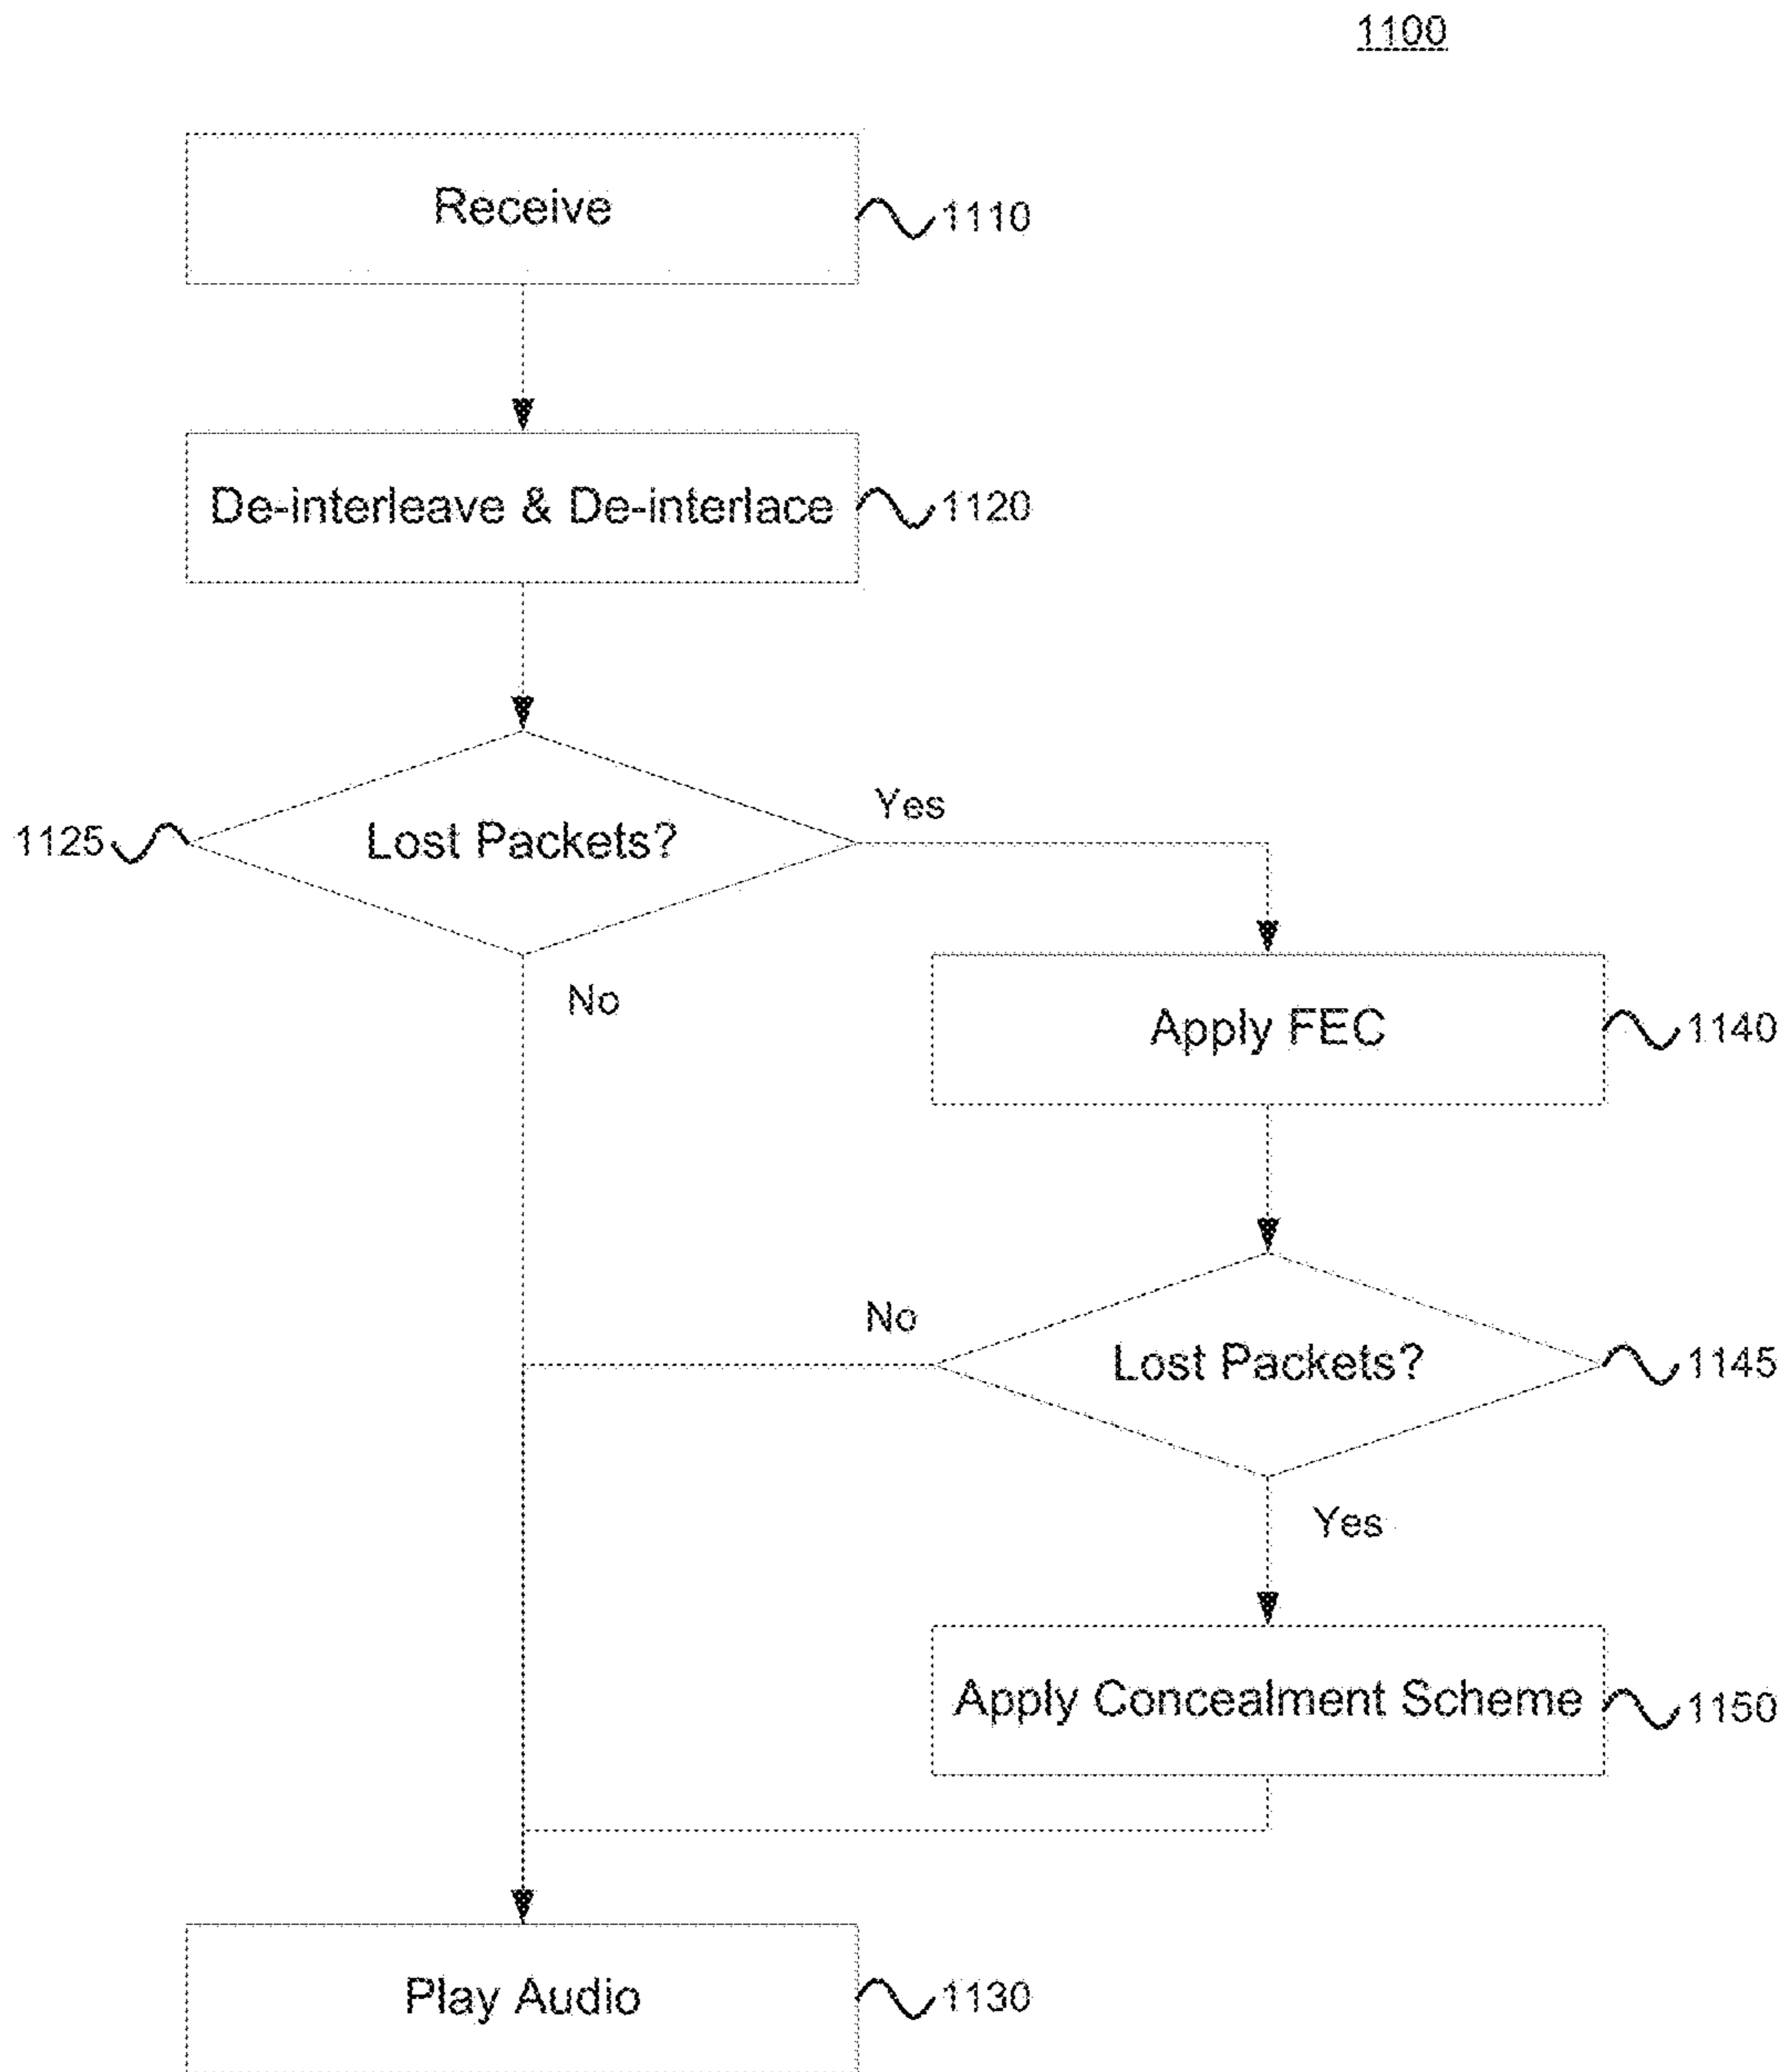 1100
Receive
1110
De-interleave & De-interlace
1120
Yes
1125
Lost Packets?
No
Apply FEC
1140
No
Lost Packets?
1145
Yes
Apply Concealment Scheme
1150
Play Audio
1130